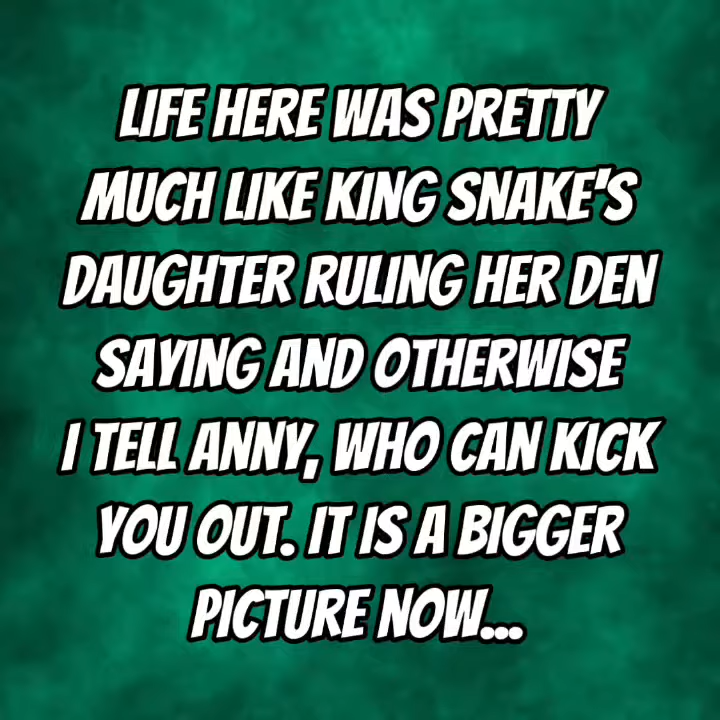 LIFE HERE WAS PRETTY
MUCH LIKE KING SNAKE'S
DAUGHTER RULING HER DEN
SAYING AND OTHERWISE
I TELL ANNY, WHO CAN KICK
YOU OUT. IT IS A BIGGER
PICTURE NOW...